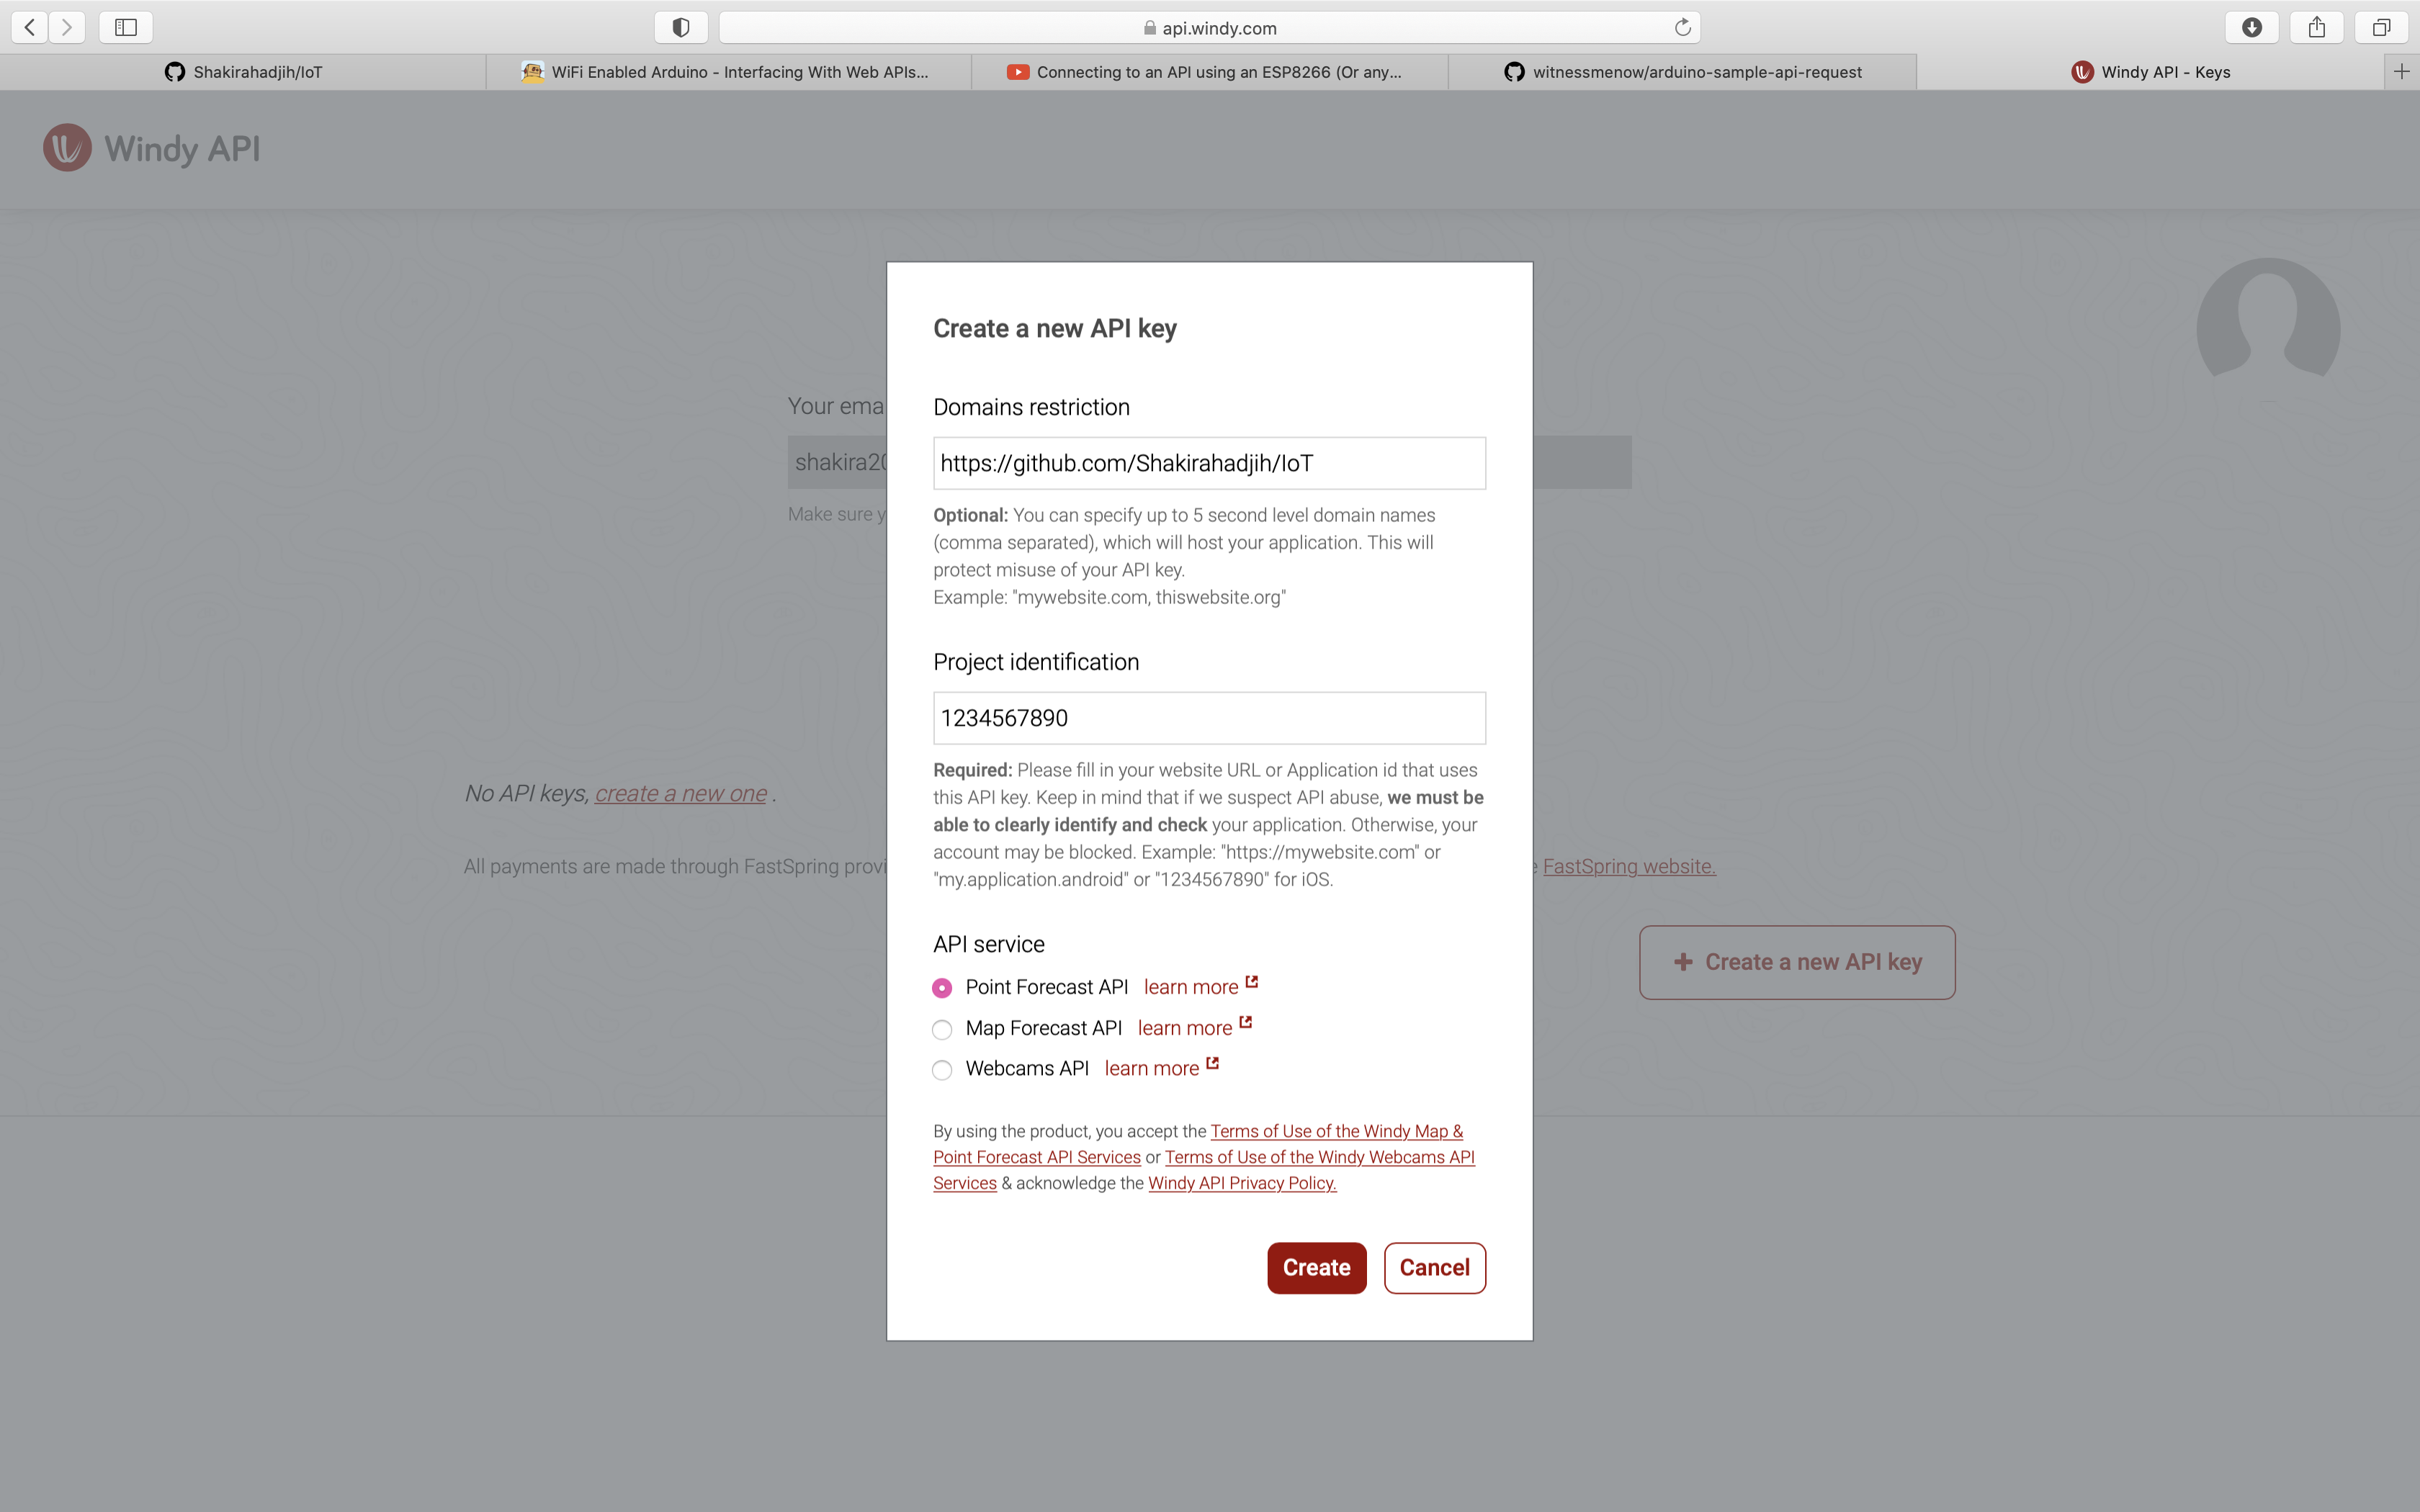 api.windy.com
Shakirahadjih/IoT
WiFi Enabled Arduino - Interfacing With Web APIs...
Connecting to an API using an ESP8266 (Or any...
witnessmenow/arduino-sample-api-request
Windy API - Keys
Windy API
Create a new API key
Your ema
shakira20
Make sure y
Domains restriction
https://github.com/Shakirahadjih/IoT
Optional: You can specify up to 5 second level domain names
(comma separated), which will host your application. This will
protect misuse of your API key.
Example: "mywebsite.com, thiswebsite.org"
Project identification
1234567890
Required: Please fill in your website URL or Application id that uses
this API key. Keep in mind that if we suspect API abuse, we must be
able to clearly identify and check your application. Otherwise, your
account may be blocked. Example: "https://mywebsite.com" or
"my.application.android" or "1234567890" for iOS.
No API keys, create a new one .
All payments are made through FastSpring provi
e FastSpring website.
API service
Point Forecast API learn more
Map Forecast API learn more
Webcams API learn more
+ Create a new API key
By using the product, you accept the Terms of Use of the Windy Map &
Point Forecast API Services or Terms of Use of the Windy Webcams API
Services & acknowledge the Windy API Privacy Policy.
Create
Cancel